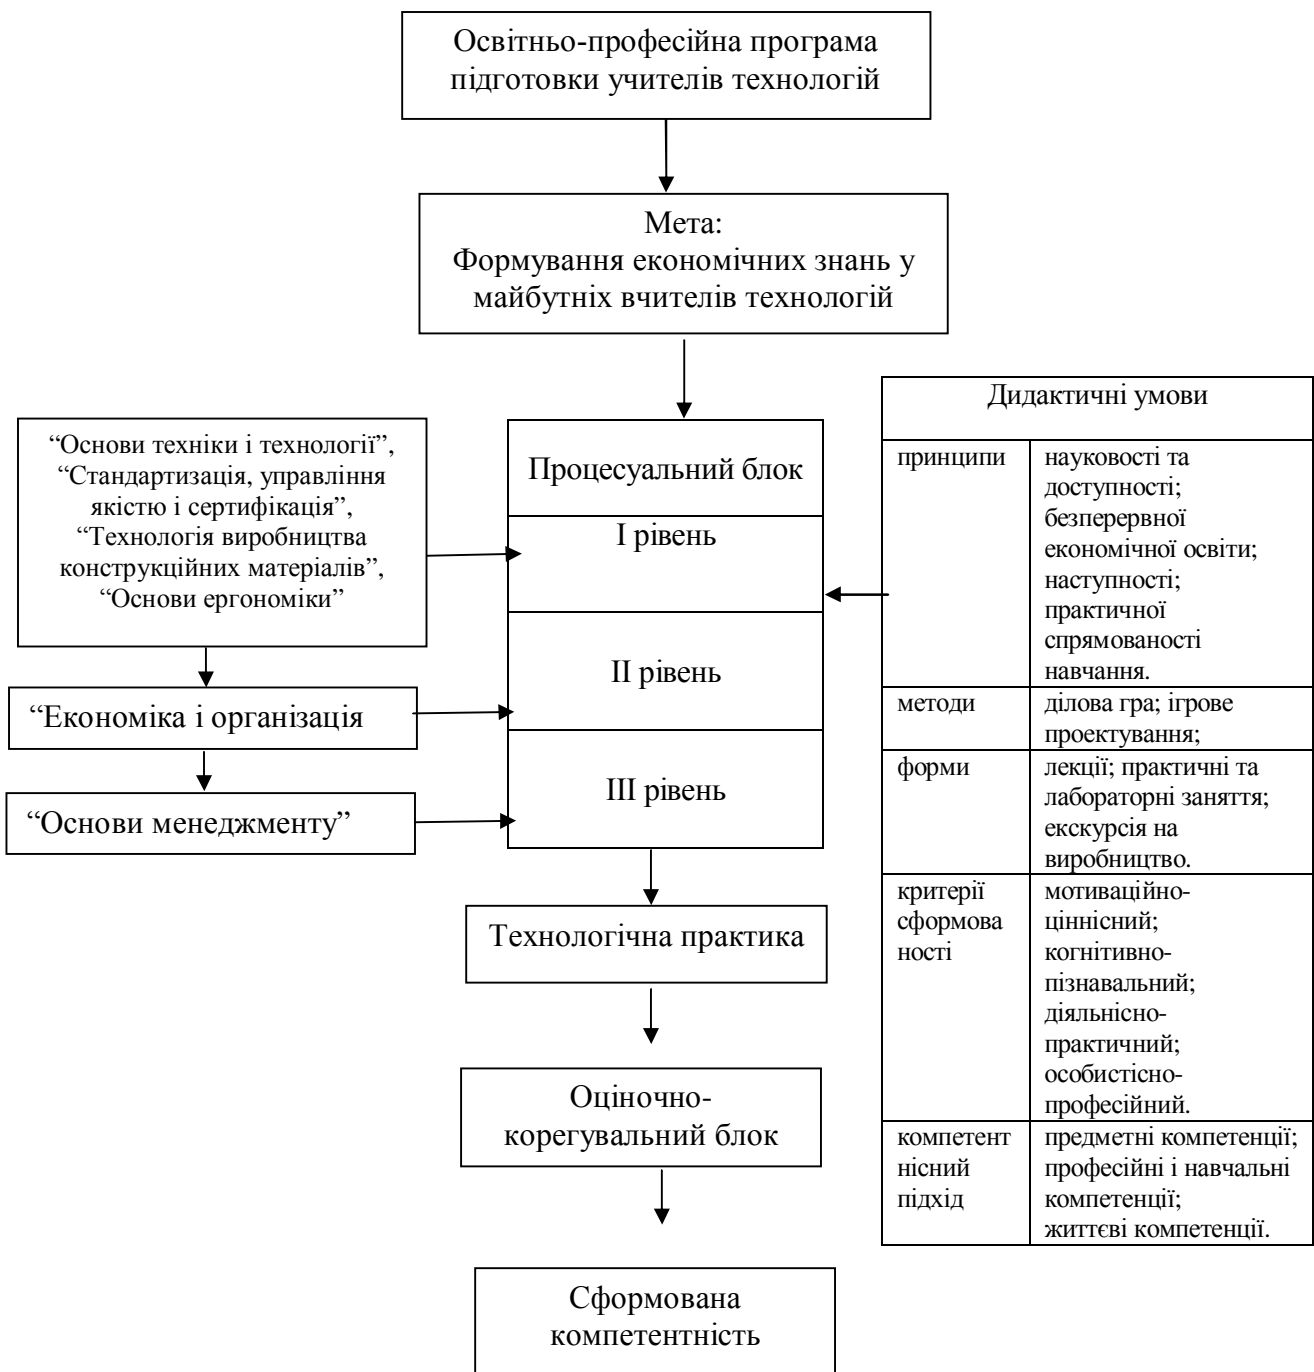 Освітньо-професійна програма
підготовки учителів технологій
Мета:
Формування економічних знань у
майбутніх вчителів технологій
“Основи техніки і технології”,
“Стандартизація, управління
якістю і сертифікація”,
“Технологія виробництва
конструкційних матеріалів”,
“Основи ергономіки”
“Економіка і організація
“Основи менеджменту”
Процесуальний блок
І рівень
ІІ рівень
ІІІ рівень
Технологічна практика
Оціночно-
корегувальний блок
Сформована
компетентність
Дидактичні умови
принципи
науковості та
доступності;
безперервної
економічної освіти;
наступності;
практичної
спрямованості
навчання.
методи
ділова гра; ігрове
проектування;
форми
лекції; практичні та
лабораторні заняття;
екскурсія на
виробництво.
критерії
сформова
ності
мотиваційно-
ціннісний;
когнітивно-
пізнавальний;
діяльнісно-
практичний;
особистісно-
професійний.
компетент
нісний
підхід
предметні компетенції;
професійні і навчальні
компетенції;
життєві компетенції.